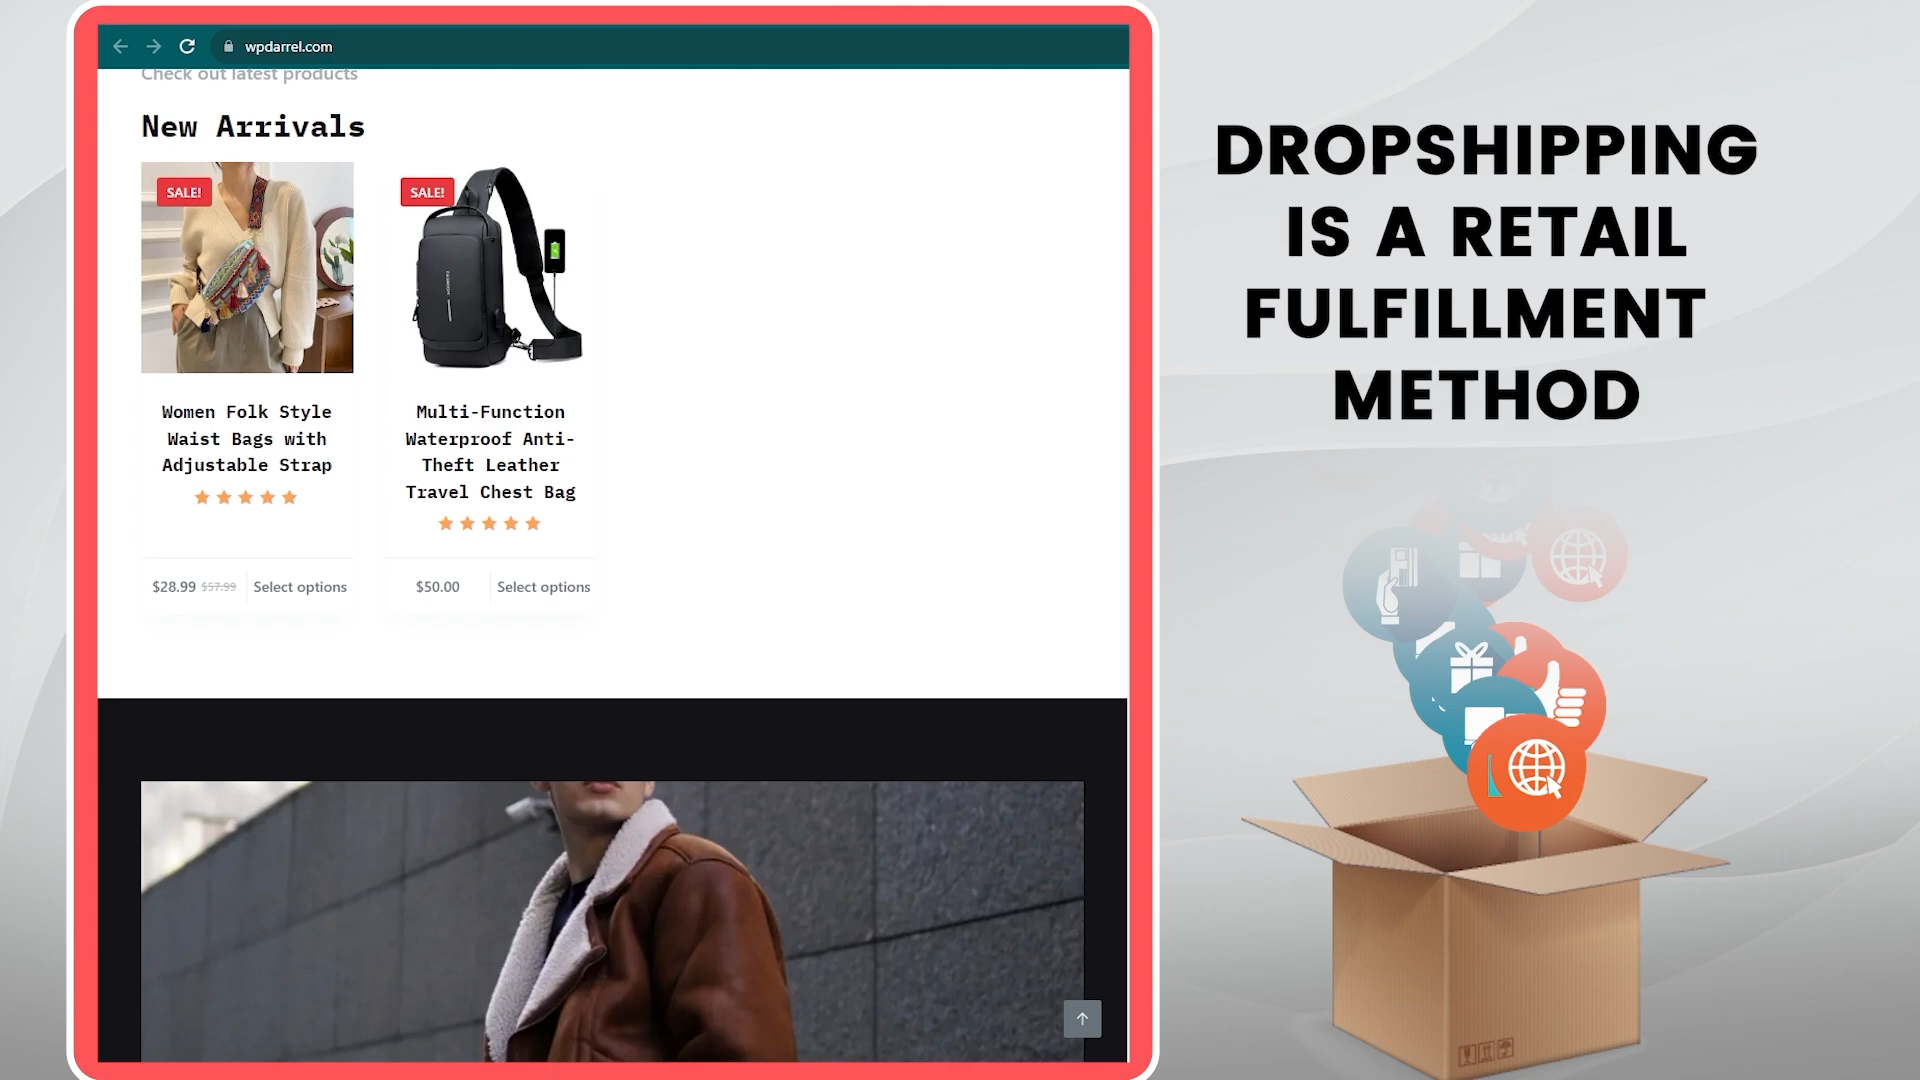 wpdarrel.com
Check out latest products
New Arrivals
SALE!
SALE!
Women Folk Style
Waist Bags with
Adjustable Strap
Multi-Function
Waterproof Anti-
Theft Leather
Travel Chest Bag
$28.99 $57.99 Select options
$50.00 Select options
DROPSHIPPING
IS A RETAIL
FULFILLMENT
METHOD